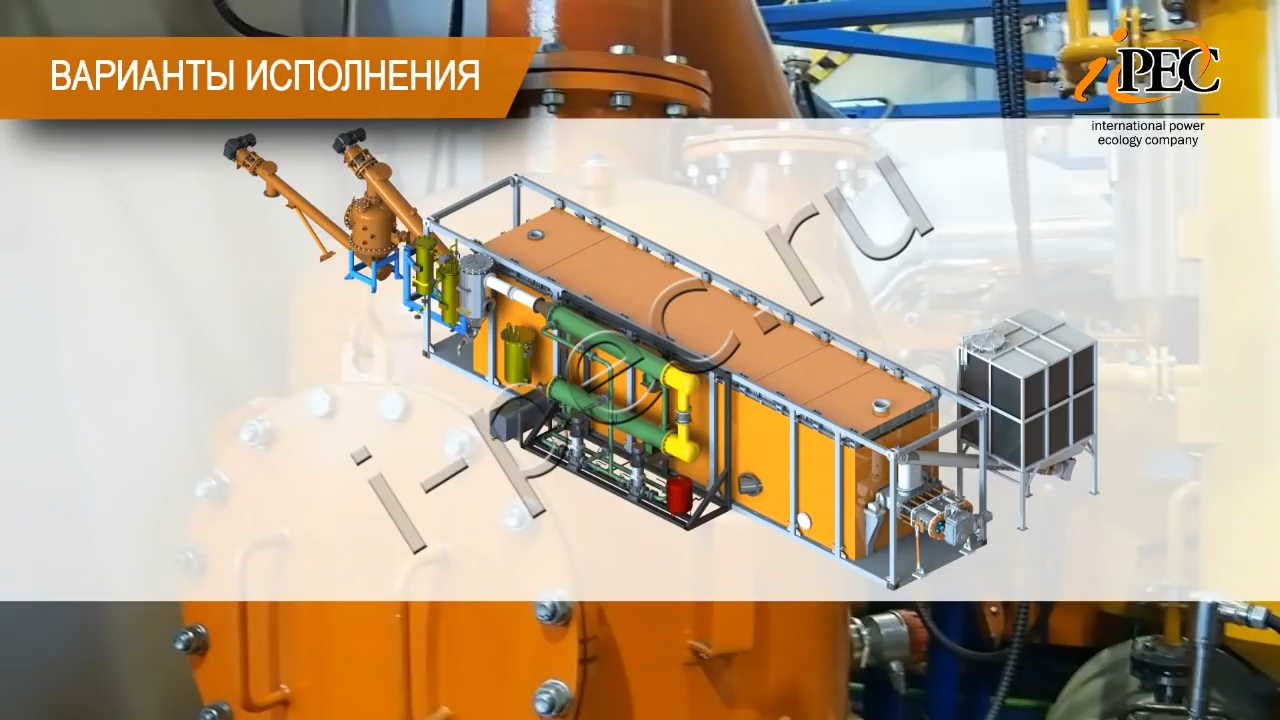 ВАРИАНТЫ ИСПОЛНЕНИЯ
iPEC
international power
ecology company
i-pec.ru